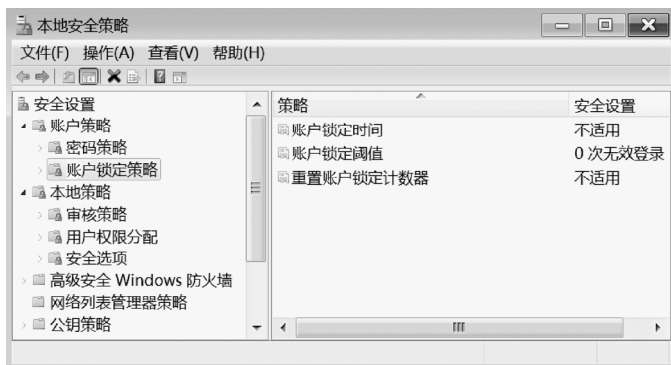 本地安全策略
文件(F) 操作(A) 查看(V) 帮助(H)
安全设置
账户策略
密码策略
账户锁定策略
本地策略
审核策略
用户权限分配
安全选项
高级安全 Windows 防火墙
网络列表管理器策略
公钥策略
策略 安全设置
账户锁定时间 不适用
账户锁定阈值 0 次无效登录
重置账户锁定计数器 不适用